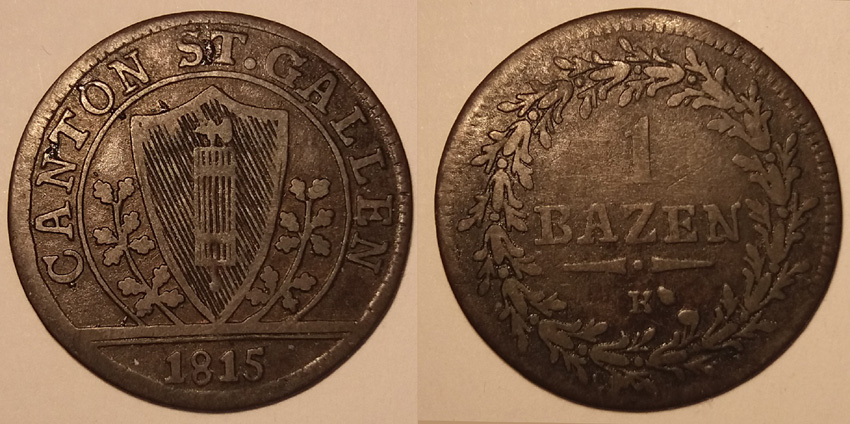 CANTON ST. GALLEN
1815
1
BAZEN
K